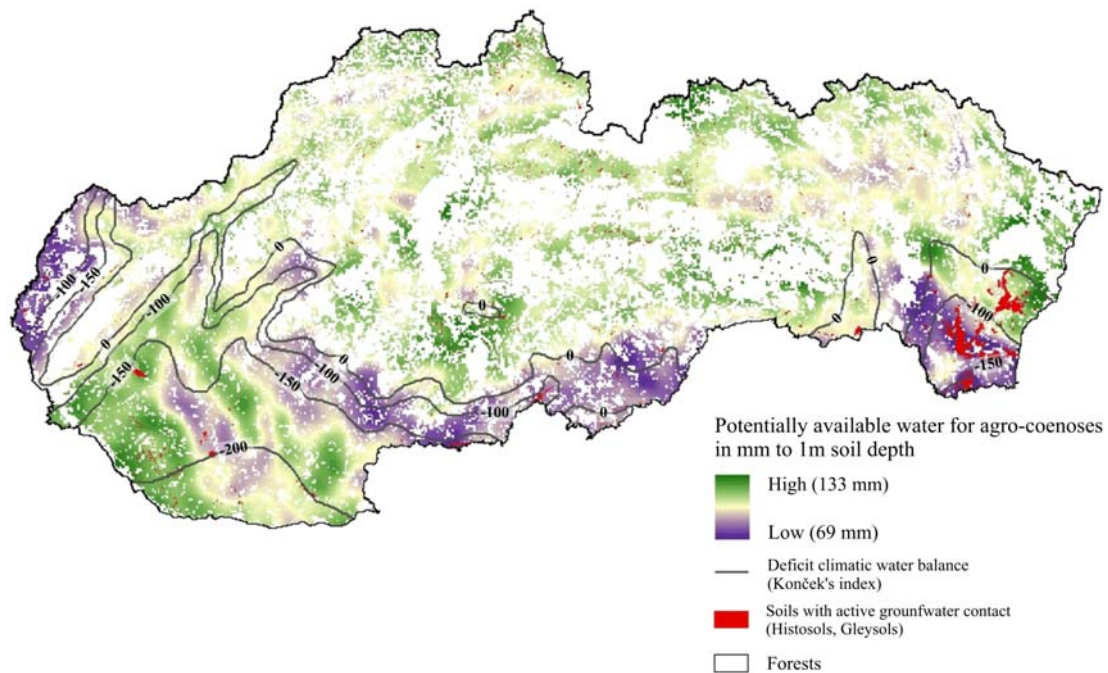 0
-100
-150
0
-100
0
-150
-200
0
-100
-150
0
-100
0
0
0
0
-100
-150
Potentially available water for agro-coenoses
in mm to 1m soil depth
High (133 mm)
Low (69 mm)
Deficit climatic water balance
(Konček's index)
Soils with active grounfwater contact
(Histosols, Gleysols)
Forests